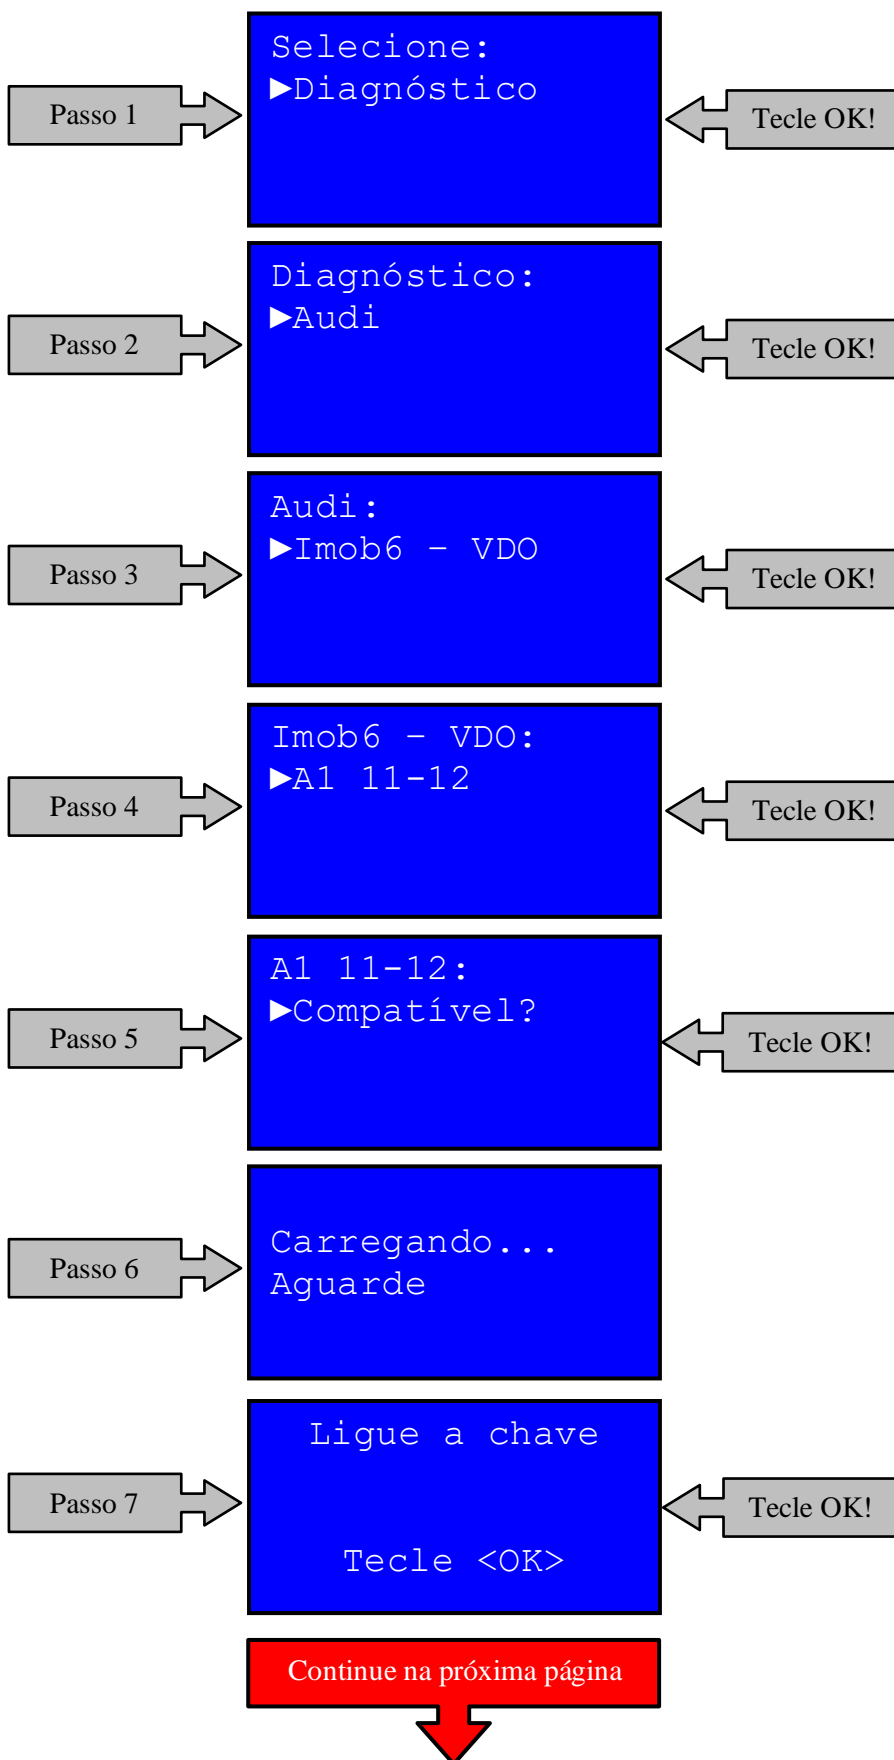 Selecione:
►Diagnóstico
Passo 1
Tecle OK!
Diagnóstico:
►Audi
Passo 2
Tecle OK!
Audi:
►Imob6 – VDO
Passo 3
Tecle OK!
Imob6 – VDO:
►A1 11-12
Passo 4
Tecle OK!
A1 11-12:
►Compatível?
Passo 5
Tecle OK!
Carregando...
Aguarde
Passo 6
Ligue a chave
Passo 7
Tecle OK!
Tecle <OK>
Continue na próxima página